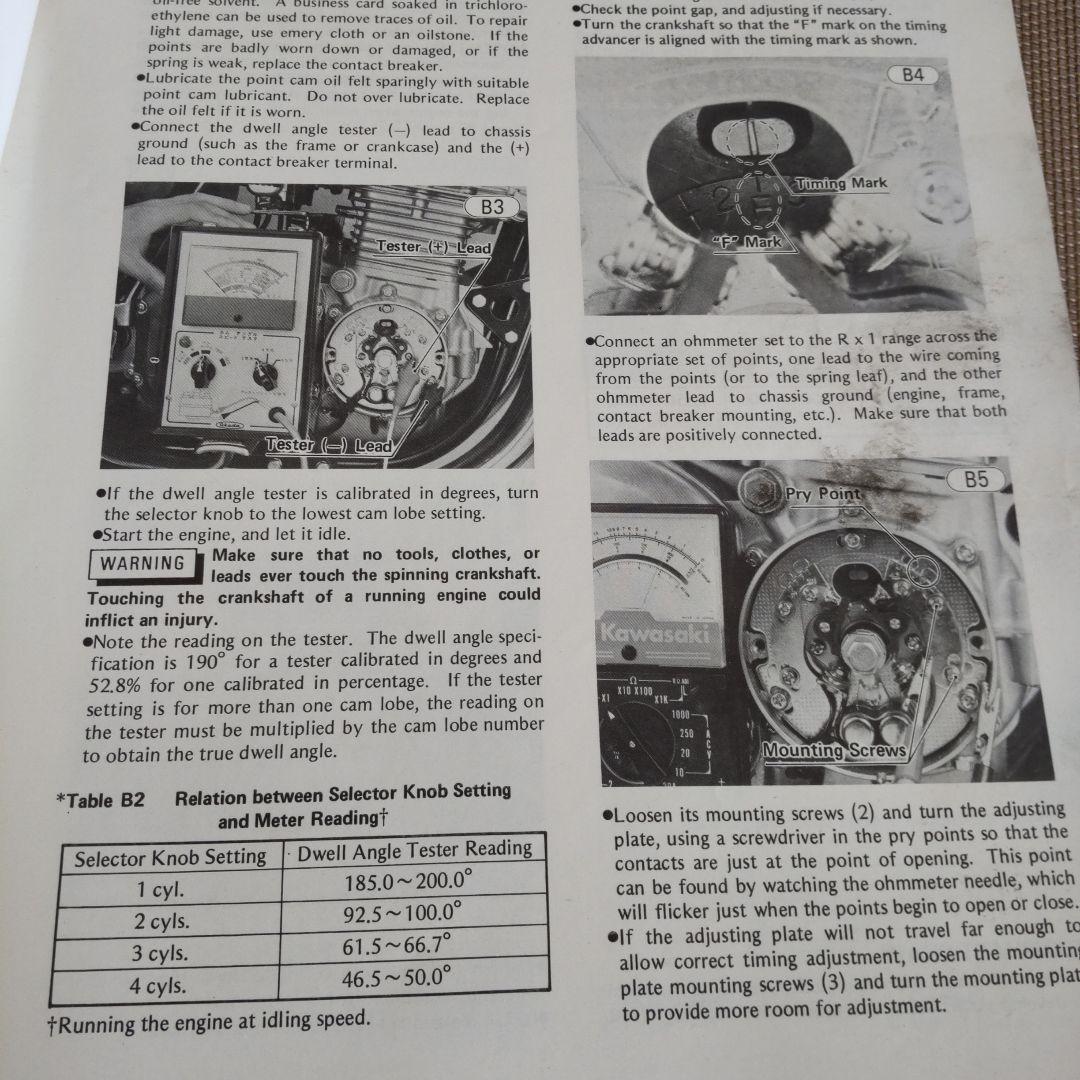 oil-free solvent. A business card soaked in trichloro-
ethylene can be used to remove traces of oil. To repair
light damage, use emery cloth or an oilstone. If the
points are badly worn down or damaged, or if the
spring is weak, replace the contact breaker.
●Lubricate the point cam oil felt sparingly with suitable
point cam lubricant. Do not over lubricate. Replace
the oil felt if it is worn.
●Connect the dwell angle tester (—) lead to chassis
ground (such as the frame or crankcase) and the (+)
lead to the contact breaker terminal.
B3
Tester (+) Lead
Tester (—) Lead
●If the dwell angle tester is calibrated in degrees, turn
the selector knob to the lowest cam lobe setting.
●Start the engine, and let it idle.
WARNING Make sure that no tools, clothes, or
leads ever touch the spinning crankshaft.
Touching the crankshaft of a running engine could
inflict an injury.
●Note the reading on the tester. The dwell angle speci-
fication is 190° for a tester calibrated in degrees and
52.8% for one calibrated in percentage. If the tester
setting is for more than one cam lobe, the reading on
the tester must be multiplied by the cam lobe number
to obtain the true dwell angle.
*Table B2 Relation between Selector Knob Setting
and Meter Reading†
Selector Knob Setting Dwell Angle Tester Reading
1 cyl. 185.0~200.0°
2 cyls. 92.5~100.0°
3 cyls. 61.5~66.7°
4 cyls. 46.5~50.0°
†Running the engine at idling speed.
●Check the point gap, and adjusting if necessary.
●Turn the crankshaft so that the "F" mark on the timing
advancer is aligned with the timing mark as shown.
B4
Timing Mark
"F" Mark
●Connect an ohmmeter set to the R x 1 range across the
appropriate set of points, one lead to the wire coming
from the points (or to the spring leaf), and the other
ohmmeter lead to chassis ground (engine, frame,
contact breaker mounting, etc.). Make sure that both
leads are positively connected.
B5
Pry Point
Kawasaki
Ω
X1 X10 X100 X1K
1000
250 A
C
20 V
10
Mounting Screws
●Loosen its mounting screws (2) and turn the adjusting
plate, using a screwdriver in the pry points so that the
contacts are just at the point of opening. This point
can be found by watching the ohmmeter needle, which
will flicker just when the points begin to open or close.
●If the adjusting plate will not travel far enough to
allow correct timing adjustment, loosen the mounting
plate mounting screws (3) and turn the mounting plat
to provide more room for adjustment.